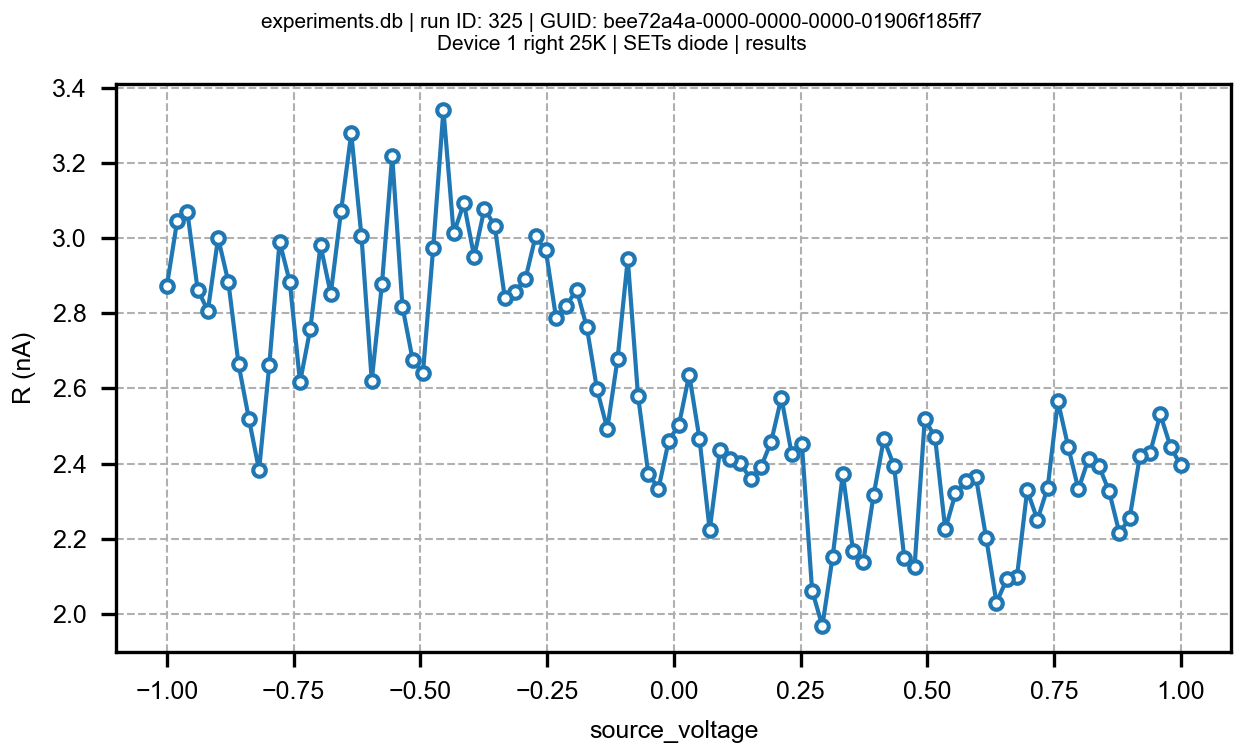 experiments.db | run ID: 325 | GUID: bee72a4a-0000-0000-0000-01906f185ff7
Device 1 right 25K | SETs diode | results
3.4
3.2
3.0
2.8
2.6
2.4
2.2
2.0
R (nA)
−1.00 −0.75 −0.50 −0.25 0.00 0.25 0.50 0.75 1.00
source_voltage